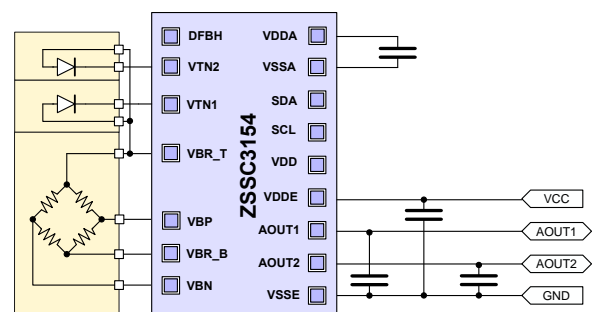 DFBH
VTN2
VTN1
VBR_T
VBP
VBR_B
VBN
ZSSC3154
VDDA
VSSA
SDA
SCL
VDD
VDDE
AOUT1
AOUT2
VSSE
VCC
AOUT1
AOUT2
GND